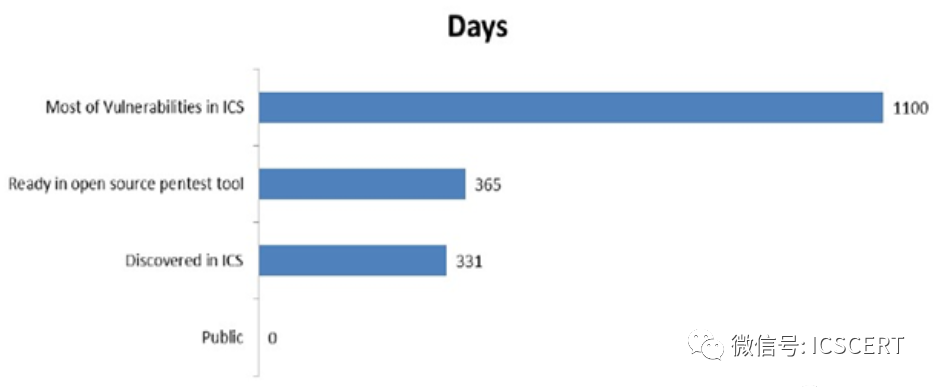 Days
Most of Vulnerabilities in ICS 1100
Ready in open source pentest tool 365
Discovered in ICS 331
Public 0
微信号: ICSCERT